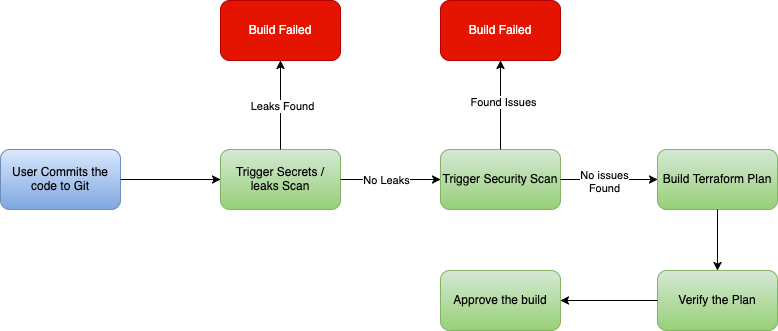 Build Failed
Build Failed
Leaks Found
Found Issues
User Commits the
code to Git
Trigger Secrets /
leaks Scan
No Leaks
Trigger Security Scan
No issues
Found
Build Terraform Plan
Approve the build
Verify the Plan